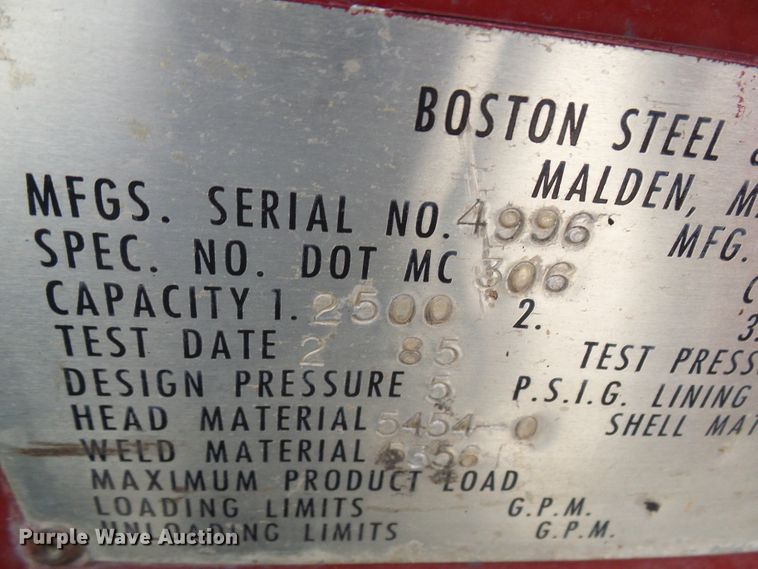 BOSTON STEEL &
MALDEN, M
MFGS. SERIAL NO. 4996 MFG.
SPEC. NO. DOT MC 306 C
CAPACITY 1. 2500 2. 3
TEST DATE 2 85 TEST PRESS
DESIGN PRESSURE 5 P.S.I.G. LINING
HEAD MATERIAL 5454-0 SHELL MAT
WELD MATERIAL
MAXIMUM PRODUCT LOAD
LOADING LIMITS G.P.M.
UNLOADING LIMITS G.P.M.
Purple Wave Auction